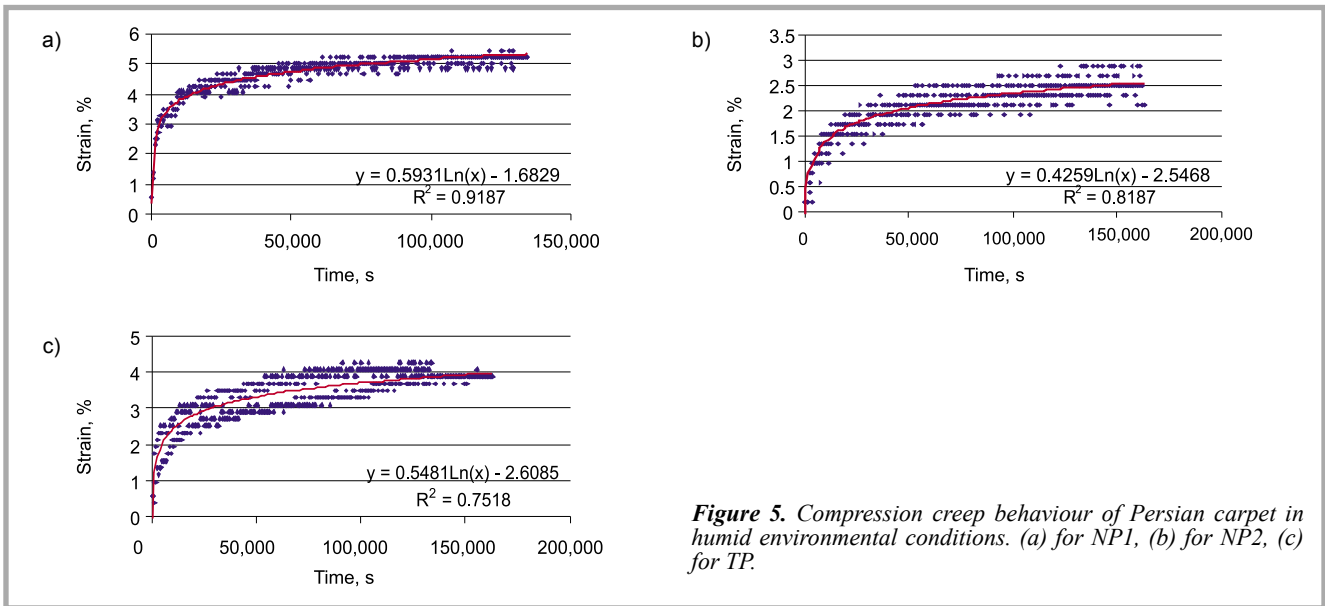 a)
6
5
4
3
2
1
0
Strain, %
y = 0.5931Ln(x) - 1.6829
R² = 0.9187
0 50,000 100,000 150,000
Time, s
b)
3.5
3
2.5
2
1.5
1
0.5
0
Strain, %
y = 0.4259Ln(x) - 2.5468
R² = 0.8187
0 50,000 100,000 150,000 200,000
Time, s
c)
5
4
3
2
1
0
Strain, %
y = 0.5481Ln(x) - 2.6085
R² = 0.7518
0 50,000 100,000 150,000 200,000
Time, s
Figure 5. Compression creep behaviour of Persian carpet in
humid environmental conditions. (a) for NP1, (b) for NP2, (c)
for TP.